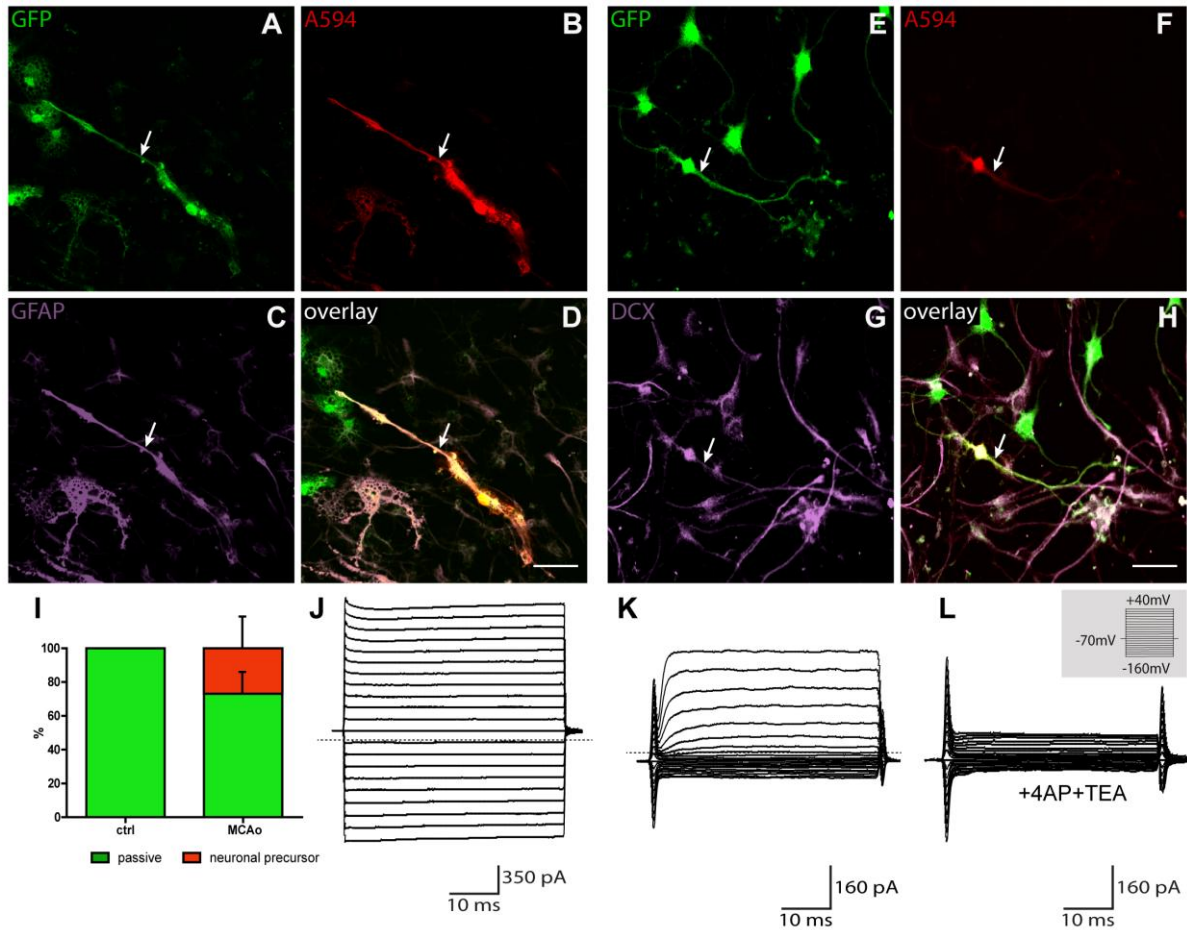 GFP A
A594 B
GFP E
A594 F
GFAP C
overlay D
DCX G
overlay H
I
100
80
60
40
20
0
%
ctrl MCAo
passive neuronal precursor
J
350 pA
10 ms
K
160 pA
10 ms
L
+40mV
-70mV
-160mV
+4AP+TEA
160 pA
10 ms